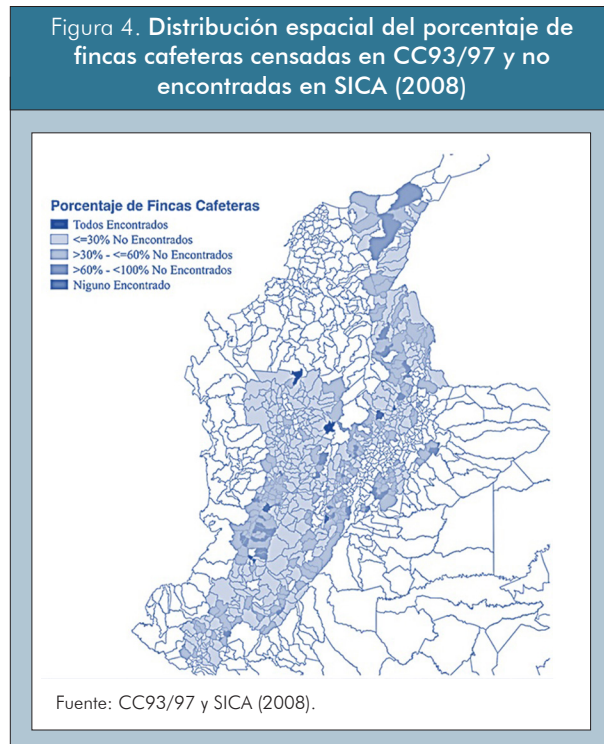 Figura 4. Distribución espacial del porcentaje de
fincas cafeteras censadas en CC93/97 y no
encontradas en SICA (2008)
Porcentaje de Fincas Cafeteras
Todos Encontrados
<=30% No Encontrados
>30% - <=60% No Encontrados
>60% - <100% No Encontrados
Niguno Encontrado
Fuente: CC93/97 y SICA (2008).